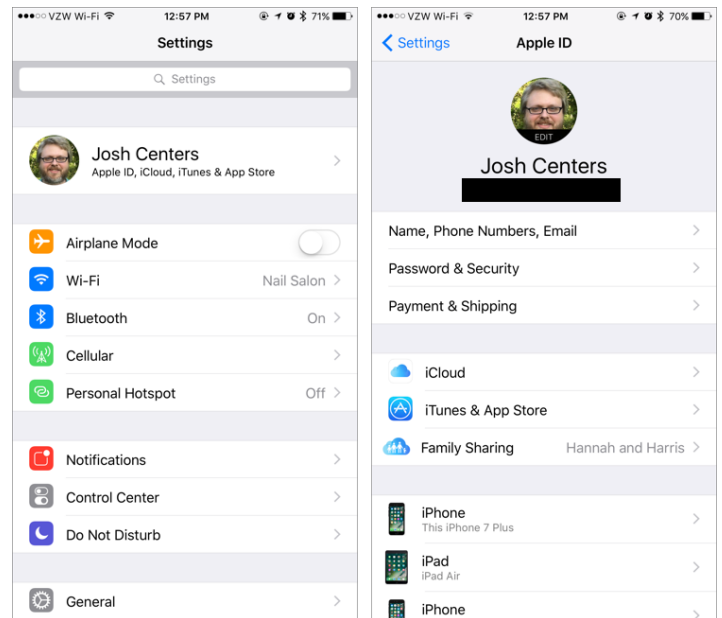 VZW Wi-Fi 12:57 PM 71%
Settings
Settings
Josh Centers
Apple ID, iCloud, iTunes & App Store
Airplane Mode
Wi-Fi Nail Salon
Bluetooth On
Cellular
Personal Hotspot Off
Notifications
Control Center
Do Not Disturb
General
VZW Wi-Fi 12:57 PM 70%
Settings Apple ID
EDIT
Josh Centers
Name, Phone Numbers, Email
Password & Security
Payment & Shipping
iCloud
iTunes & App Store
Family Sharing Hannah and Harris
iPhone
This iPhone 7 Plus
iPad
iPad Air
iPhone